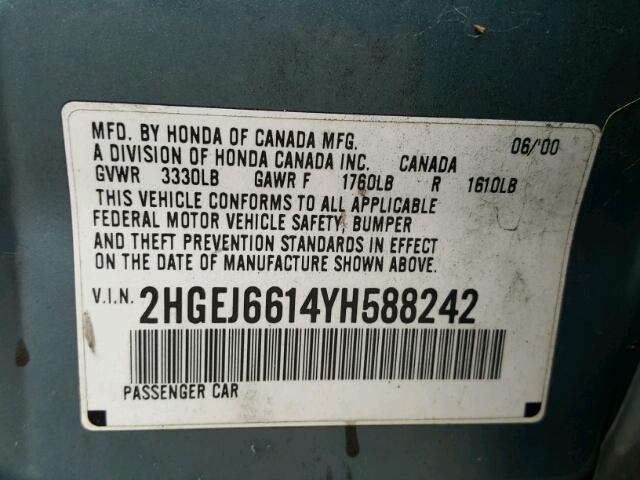 MFD. BY HONDA OF CANADA MFG. 06/'00
A DIVISION OF HONDA CANADA INC. CANADA
GVWR 3330LB GAWR F 1760LB R 1610LB
THIS VEHICLE CONFORMS TO ALL APPLICABLE
FEDERAL MOTOR VEHICLE SAFETY, BUMPER
AND THEFT PREVENTION STANDARDS IN EFFECT
ON THE DATE OF MANUFACTURE SHOWN ABOVE.
V.I.N. 2HGEJ6614YH588242
PASSENGER CAR